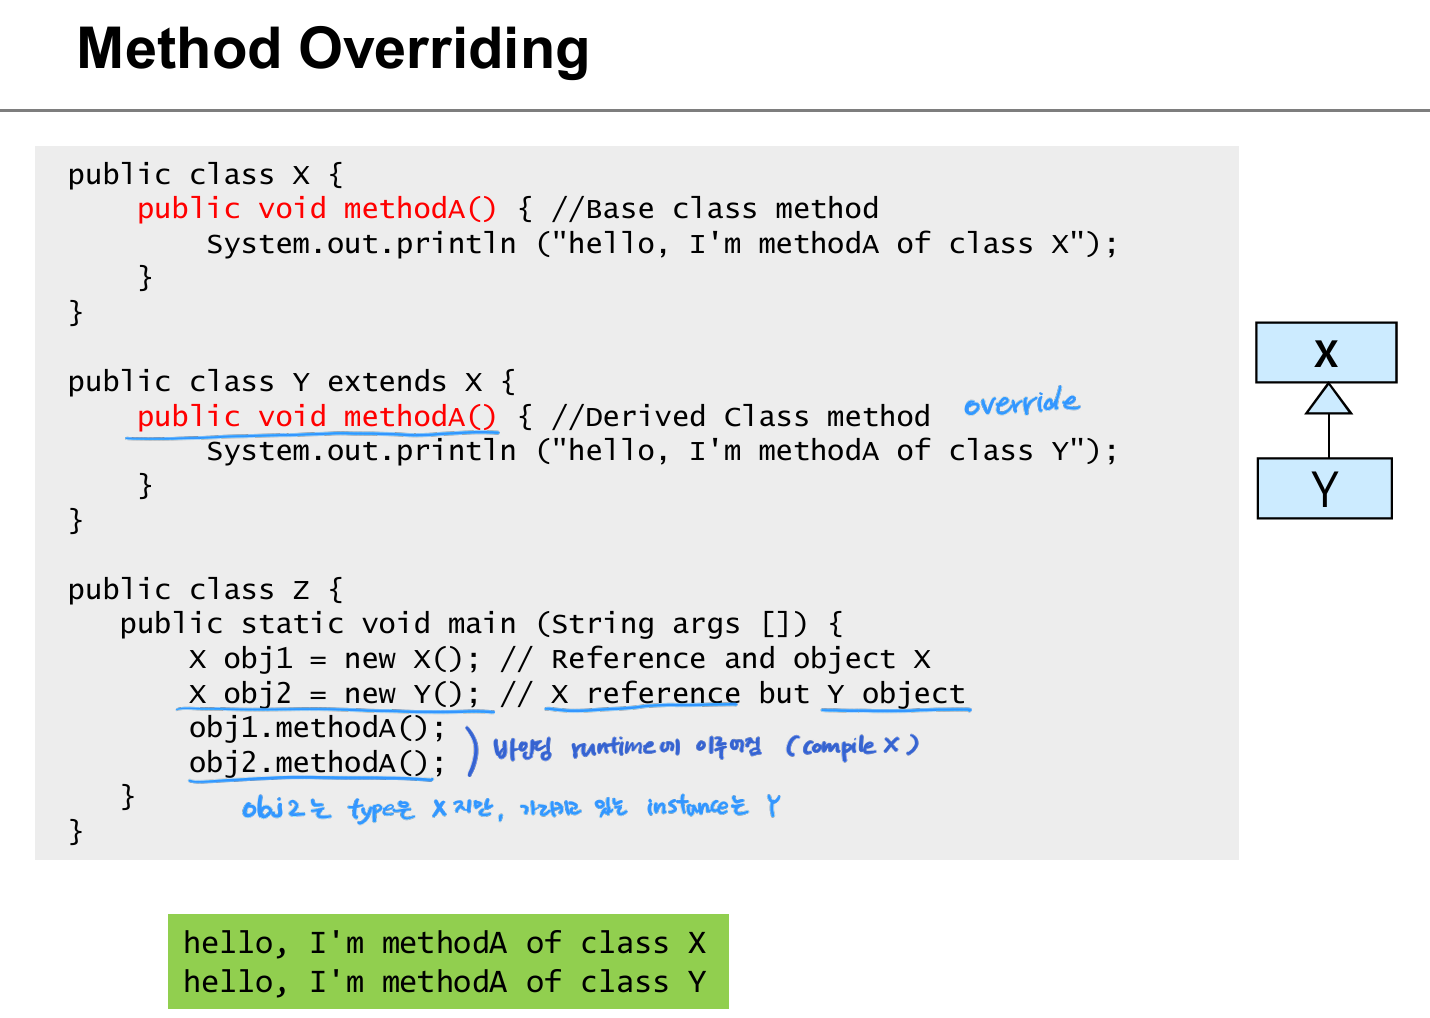 Method Overriding
public class X {
    public void methodA() { //Base class method
        System.out.println ("hello, I'm methodA of class X");
    }
}
public class Y extends X {
    public void methodA() { //Derived Class method override
        System.out.println ("hello, I'm methodA of class Y");
    }
}
X
Y
public class Z {
   public static void main (String args []) {
       X obj1 = new X(); // Reference and object X
       X obj2 = new Y(); // X reference but Y object
       obj1.methodA();
       obj2.methodA(); ) 바인딩 runtime에 이루어짐 (compile X)
   }
obj2는 type은 X지만, 가리키고 있는 instance는 Y
}
hello, I'm methodA of class X
hello, I'm methodA of class Y